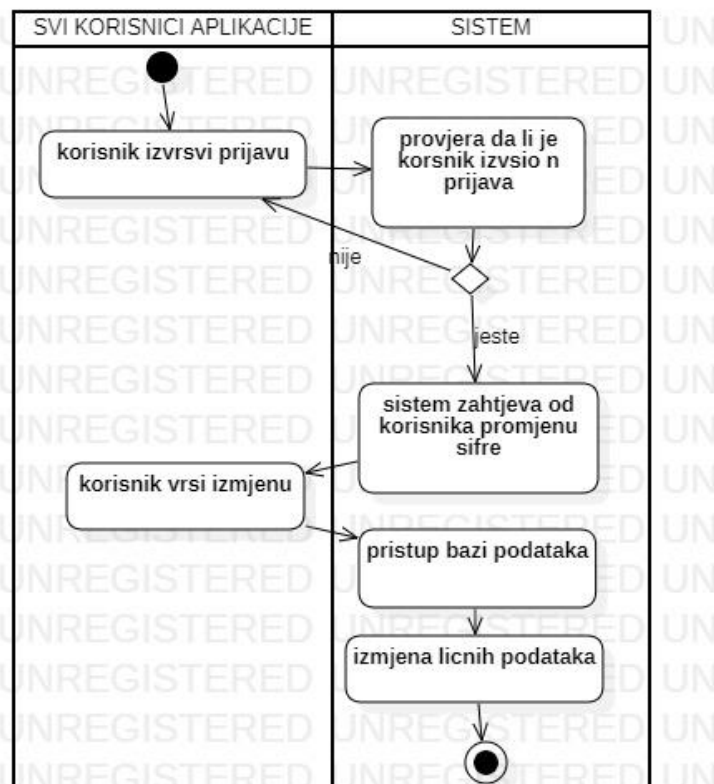 SVI KORISNICI APLIKACIJE
SISTEM
korisnik izvrsvi prijavu
provjera da li je
korsnik izvsio n
prijava
nije
jeste
sistem zahtjeva od
korisnika promjenu
sifre
korisnik vrsi izmjenu
pristup bazi podataka
izmjena licnih podataka
UNREGISTERED